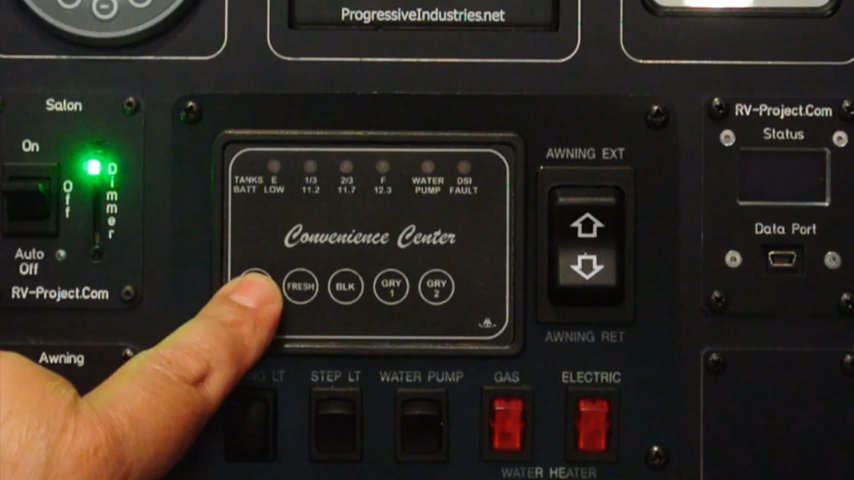 ProgressiveIndustries.net
Salon
On
Off
Dimmer
Auto
Off
RV-Project.Com
Awning
TANKS E 1/3 2/3 F WATER DSI
BATT LOW 11.2 11.7 12.3 PUMP FAULT
Convenience Center
FRESH BLK GRY 1 GRY 2
AWNING EXT
AWNING RET
RV-Project.Com
Status
Data Port
LT STEP LT WATER PUMP GAS ELECTRIC
WATER HEATER